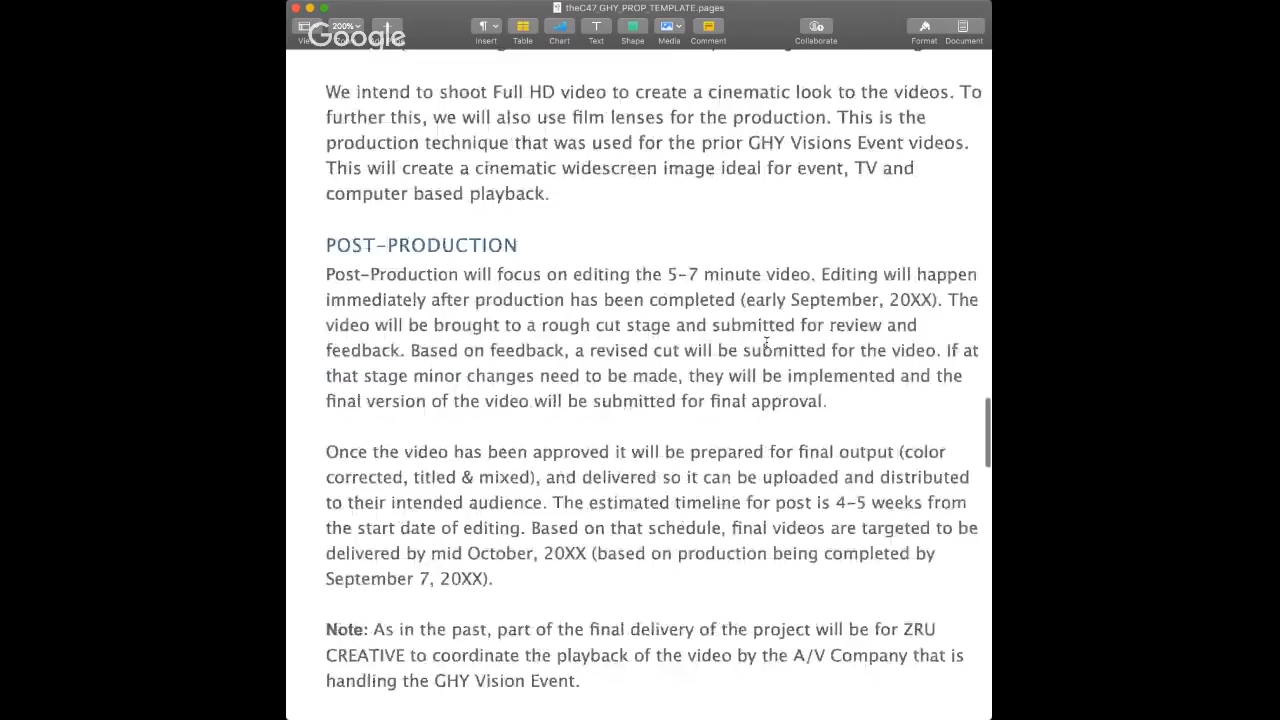 theC47_GHY_PROP_TEMPLATE.pages
200%
Google
View Insert Table Chart Text Shape Media Comment Collaborate Format Document
We intend to shoot Full HD video to create a cinematic look to the videos. To
further this, we will also use film lenses for the production. This is the
production technique that was used for the prior GHY Visions Event videos.
This will create a cinematic widescreen image ideal for event, TV and
computer based playback.
POST-PRODUCTION
Post-Production will focus on editing the 5-7 minute video. Editing will happen
immediately after production has been completed (early September, 20XX). The
video will be brought to a rough cut stage and submitted for review and
feedback. Based on feedback, a revised cut will be submitted for the video. If at
that stage minor changes need to be made, they will be implemented and the
final version of the video will be submitted for final approval.
Once the video has been approved it will be prepared for final output (color
corrected, titled & mixed), and delivered so it can be uploaded and distributed
to their intended audience. The estimated timeline for post is 4-5 weeks from
the start date of editing. Based on that schedule, final videos are targeted to be
delivered by mid October, 20XX (based on production being completed by
September 7, 20XX).
Note: As in the past, part of the final delivery of the project will be for ZRU
CREATIVE to coordinate the playback of the video by the A/V Company that is
handling the GHY Vision Event.